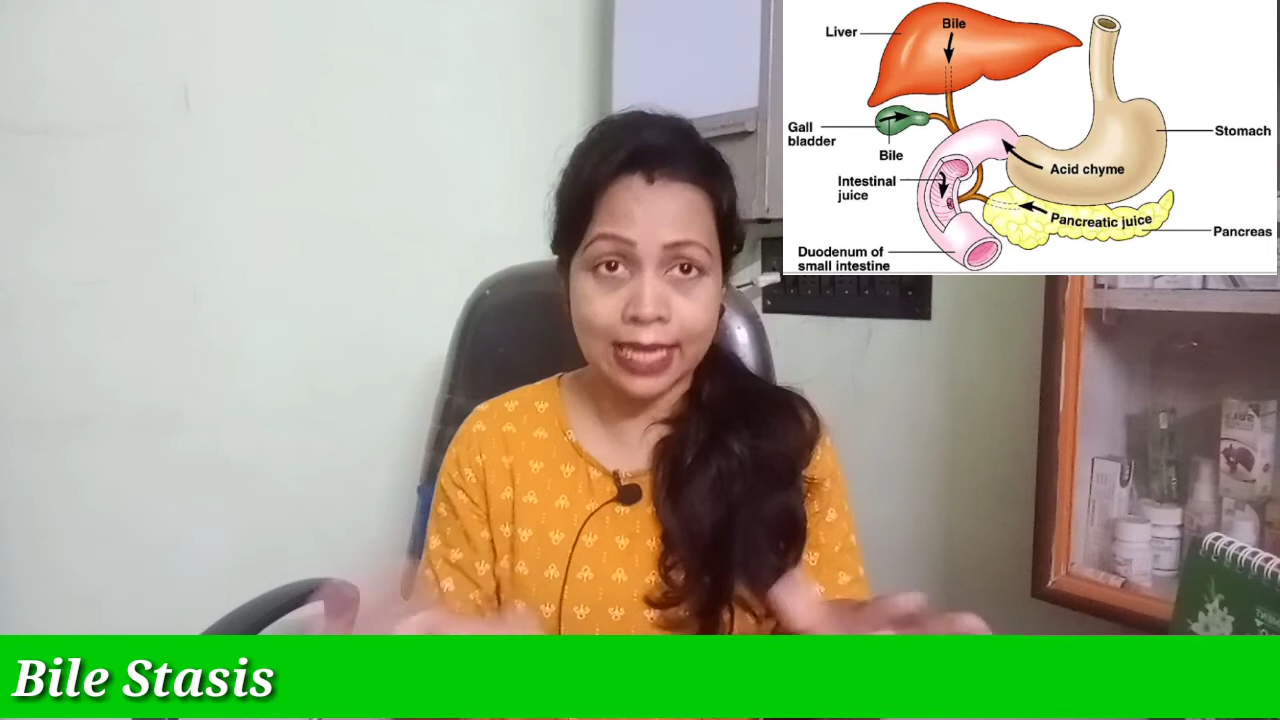 Bile
Liver
Gall
bladder
Bile
Stomach
Acid chyme
Intestinal
juice
Pancreatic juice
Pancreas
Duodenum of
small intestine
Bile Stasis